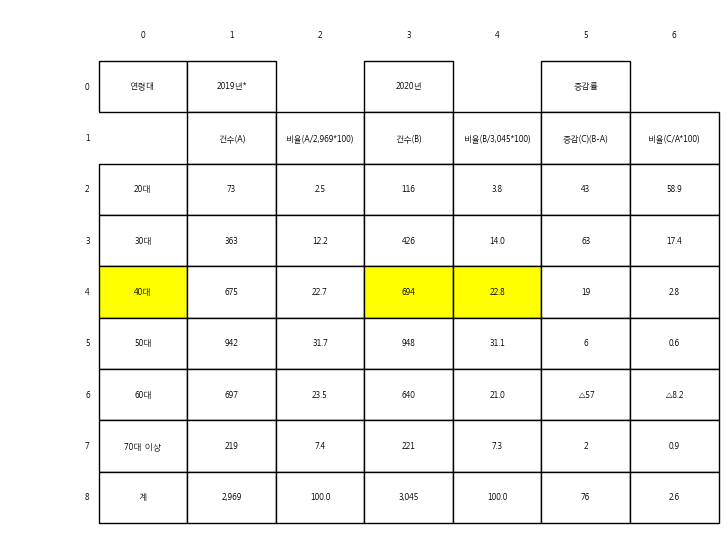 0 1 2 3 4 5 6
0 연령대 2019년* 2020년 증감률
1 건수(A) 비율(A/2,969*100) 건수(B) 비율(B/3,045*100) 증감(C)(B-A) 비율(C/A*100)
2 20대 73 2.5 116 3.8 43 58.9
3 30대 363 12.2 426 14.0 63 17.4
4 40대 675 22.7 694 22.8 19 2.8
5 50대 942 31.7 948 31.1 6 0.6
6 60대 697 23.5 640 21.0 △57 △8.2
7 70대 이상 219 7.4 221 7.3 2 0.9
8 계 2,969 100.0 3,045 100.0 76 2.6